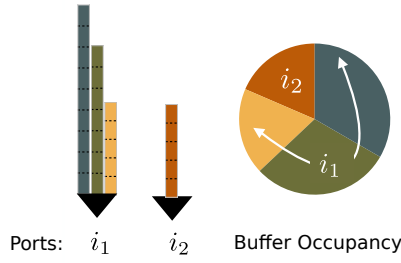 i₂
i₁
Ports: i₁ i₂ Buffer Occupancy